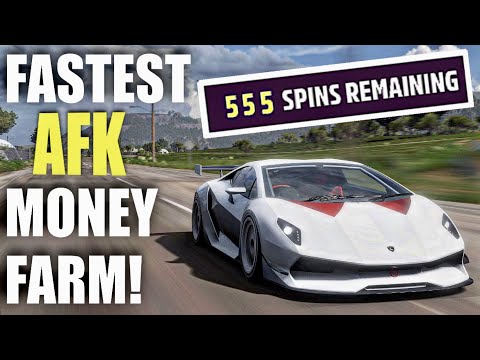 FASTEST
555 SPINS REMAINING
AFK
MONEY
FARM!